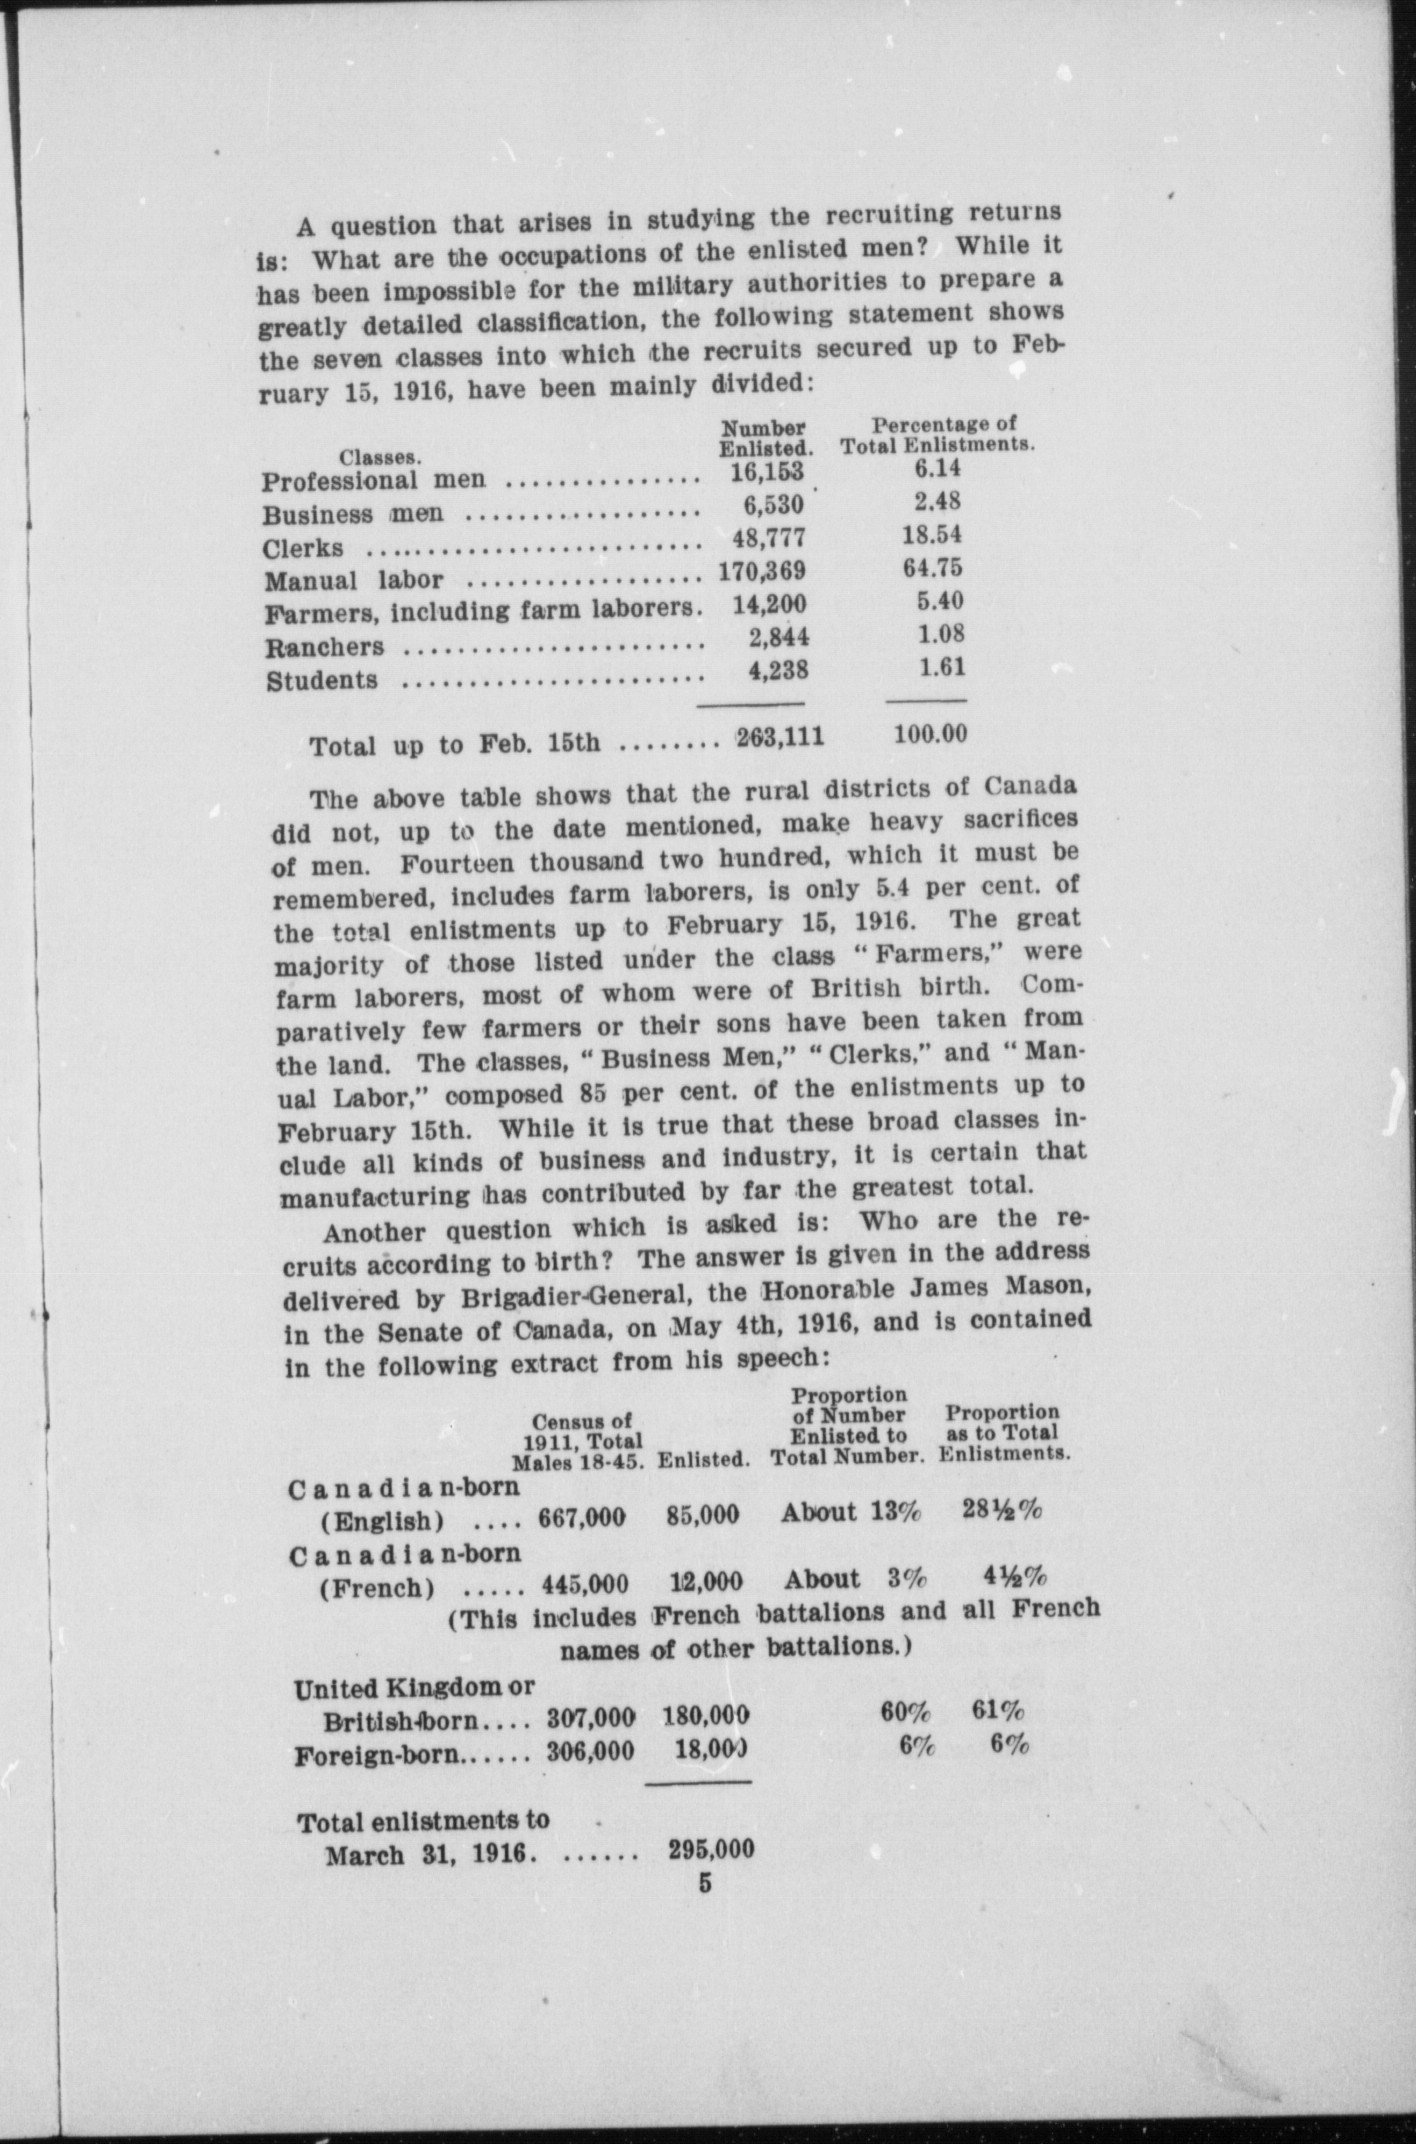 A question that arises in studying the recruiting returns
is: What are the occupations of the enlisted men? While it
has been impossible for the military authorities to prepare a
greatly detailed classification, the following statement shows
the seven classes into which the recruits secured up to Feb-
ruary 15, 1916, have been mainly divided:
Classes. Number Enlisted. Percentage of Total Enlistments.
Professional men ............... 16,153 6.14
Business men .................. 6,530 2.48
Clerks .......................... 48,777 18.54
Manual labor .................. 170,369 64.75
Farmers, including farm laborers. 14,200 5.40
Ranchers ....................... 2,844 1.08
Students ....................... 4,238 1.61
Total up to Feb. 15th ........ 263,111 100.00
The above table shows that the rural districts of Canada
did not, up to the date mentioned, make heavy sacrifices
of men. Fourteen thousand two hundred, which it must be
remembered, includes farm laborers, is only 5.4 per cent. of
the total enlistments up to February 15, 1916. The great
majority of those listed under the class "Farmers," were
farm laborers, most of whom were of British birth. Com-
paratively few farmers or their sons have been taken from
the land. The classes, "Business Men," "Clerks," and "Man-
ual Labor," composed 85 per cent. of the enlistments up to
February 15th. While it is true that these broad classes in-
clude all kinds of business and industry, it is certain that
manufacturing has contributed by far the greatest total.
Another question which is asked is: Who are the re-
cruits according to birth? The answer is given in the address
delivered by Brigadier-General, the Honorable James Mason,
in the Senate of Canada, on May 4th, 1916, and is contained
in the following extract from his speech:
Proportion
Census of of Number Proportion
1911, Total Enlisted to as to Total
Males 18-45. Enlisted. Total Number. Enlistments.
Canadian-born
(English) .... 667,000 85,000 About 13% 28½%
Canadian-born
(French) ..... 445,000 12,000 About 3% 4½%
(This includes French battalions and all French
names of other battalions.)
United Kingdom or
British-born.... 307,000 180,000 60% 61%
Foreign-born...... 306,000 18,000 6% 6%
Total enlistments to
March 31, 1916. ...... 295,000
5